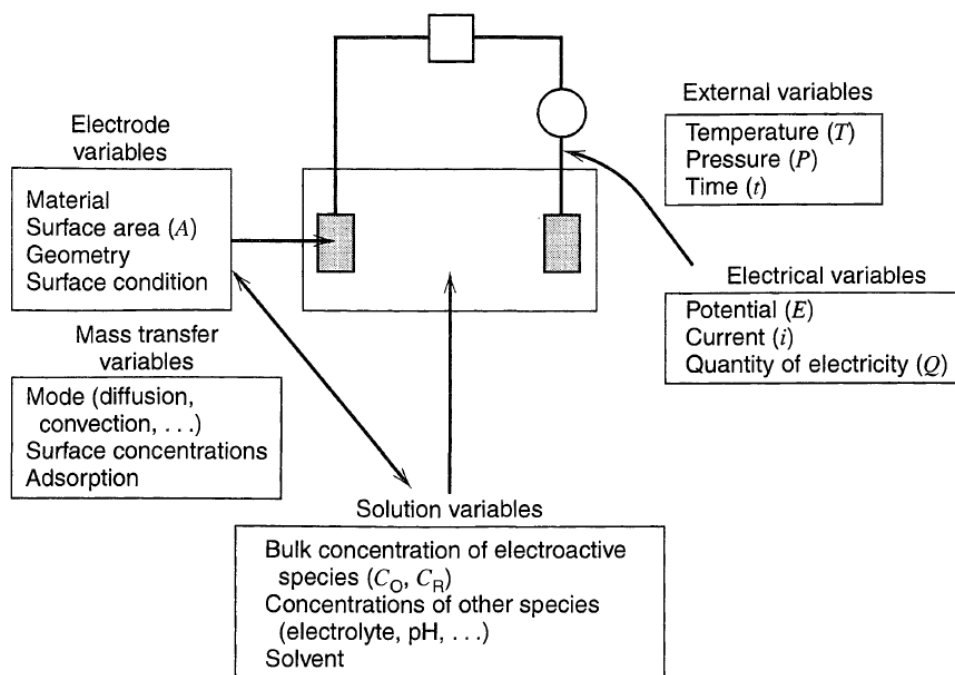 Electrode
variables
Material
Surface area (A)
Geometry
Surface condition
Mass transfer
variables
Mode (diffusion,
convection, . . .)
Surface concentrations
Adsorption
External variables
Temperature (T)
Pressure (P)
Time (t)
Electrical variables
Potential (E)
Current (i)
Quantity of electricity (Q)
Solution variables
Bulk concentration of electroactive
species (C_O, C_R)
Concentrations of other species
(electrolyte, pH, . . .)
Solvent